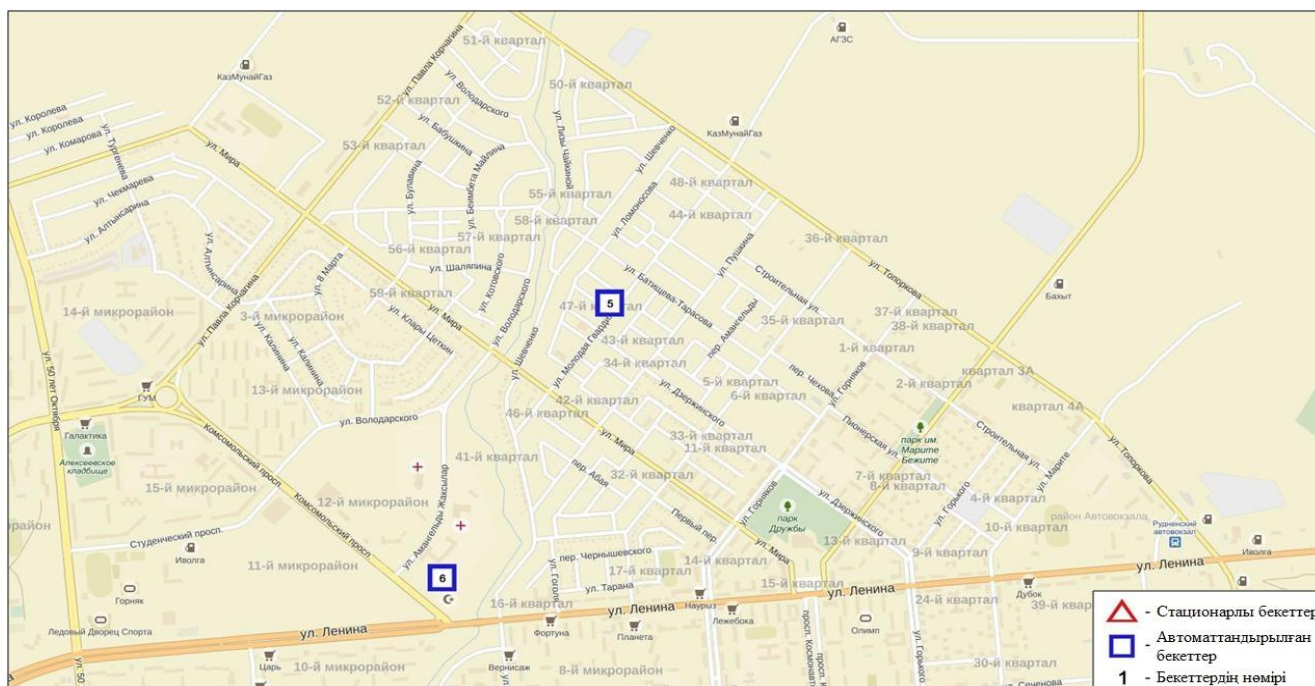 51-й квартал
ул. Павла Корчагина
КазМунайГаз
АГЗС
50-й квартал
ул. Володарского
52-й квартал
ул. Королева
ул. Королева
ул. Комарова
ул. Тургенева
ул. Бабушкина
ул. Лизы Чайкиной
ул. Шевченко
КазМунайГаз
53-й квартал
ул. Мира
ул. Беимбета Майлина
ул. Булавина
48-й квартал
ул. Чекмарева
ул. Ломоносова
55-й квартал
44-й квартал
58-й квартал
ул. Алтынсарина
57-й квартал
36-й квартал
ул. Пушкина
56-й квартал
ул. Алтынсарина
ул. 8 Марта
ул. Шаляпина
ул. Котовского
ул. Батищева-Тарасова
Строительная ул.
ул. Топоркова
Бахыт
59-й квартал
5
47-й квартал
14-й микрорайон
3-й микрорайон
ул. Павла Корчагина
ул. Мира
ул. Володарского
ул. Клары Цеткин
пер. Амангельды
35-й квартал
37-й квартал
38-й квартал
ул. Калинина
ул. Калинина
43-й квартал
1-й квартал
ул. Молодая Гвардия
ул. Шевченко
34-й квартал
квартал 3А
13-й микрорайон
ул. 50 лет Октября
ГУМ
5-й квартал
6-й квартал
пер. Чехова
ул. Горняков
2-й квартал
ул. Дзержинского
42-й квартал
квартал 4А
46-й квартал
ул. Володарского
Галактика
Алексеевское
кладбище
Комсомольский просп.
ул. Мира
33-й квартал
11-й квартал
Пионерская ул.
парк им.
Марите
Бежите
Строительная ул.
ул. Топоркова
41-й квартал
пер. Абая
32-й квартал
ул. Марите
15-й микрорайон
12-й микрорайон
ул. Амангельды Жаксылар
7-й квартал
8-й квартал
4-й квартал
ул. Горького
ул. Горняков
ул. Дзержинского
парк
Дружбы
Комсомольский просп.
Первый пер.
район Автовокзала
10-й квартал
Рудненский
автовокзал
Студенческий просп.
Иволга
ул. Мира
13-й квартал
9-й квартал
Иволга
пер. Чернышевского
14-й квартал
11-й микрорайон
17-й квартал
6
ул. Гоголя
ул. Тарана
15-й квартал
ул. Ленина
Горняк
16-й квартал
ул. Ленина
Наурыз
Лежебока
ул. Ленина
24-й квартал
Дубок
39-й квартал
Ледовый Дворец Спорта
ул. Ленина
Фортуна
Планета
Олимп
просп. Космонавтов
ул. Горького
ул. 50
Царь
10-й микрорайон
Вернисаж
8-й микрорайон
30-й квартал
- Стационарлы бекеттер
- Автоматтандырылған
бекеттер
1 - Бекеттердің нөмірі